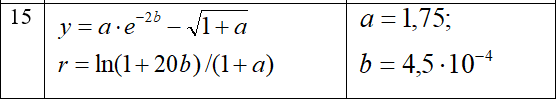 15
y = a·e^{-2b} − √(1+a)
r = ln(1+20b)/(1+a)
a = 1,75;
b = 4,5·10^{-4}